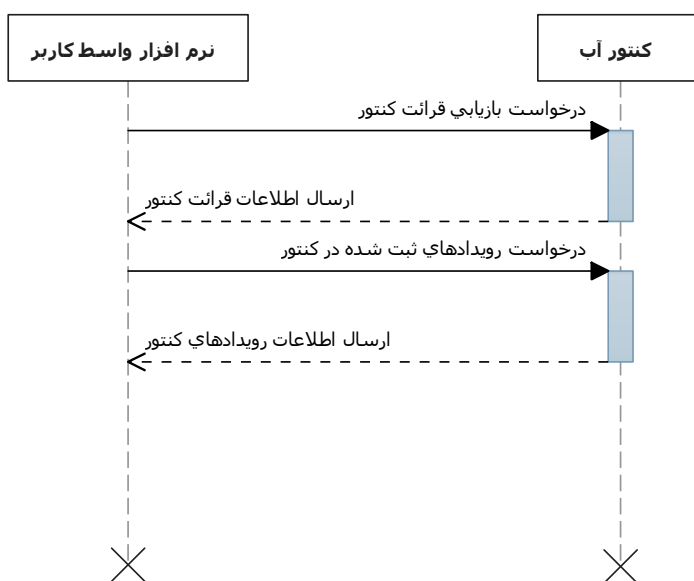 نرم افزار واسط کاربر
کنتور آب
درخواست بازيابي قرائت کنتور
ارسال اطلاعات قرائت کنتور
درخواست رويدادهاي ثبت شده در کنتور
ارسال اطلاعات رويدادهاي کنتور